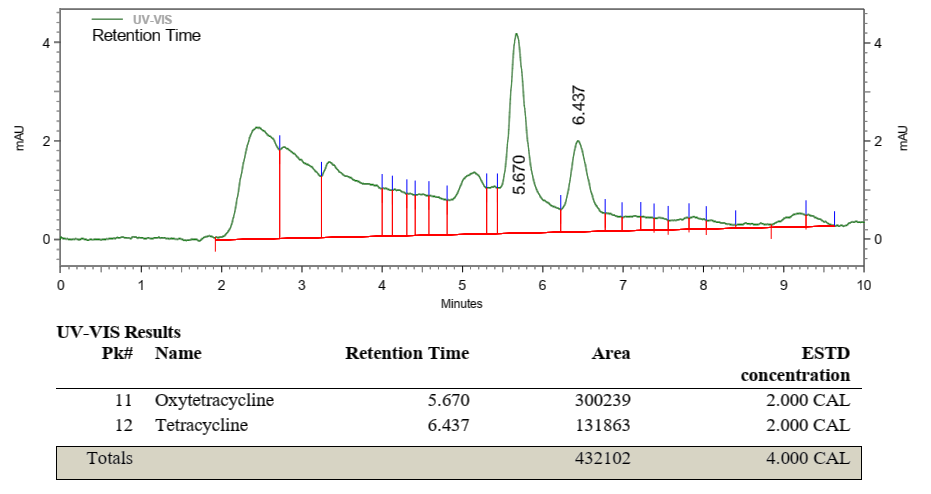 UV-VIS
Retention Time
4 4
mAU mAU
2 2
0 0
5.670
6.437
0 1 2 3 4 5 6 7 8 9 10
Minutes
UV-VIS Results
Pk# Name Retention Time Area ESTD
concentration
11 Oxytetracycline 5.670 300239 2.000 CAL
12 Tetracycline 6.437 131863 2.000 CAL
Totals 432102 4.000 CAL